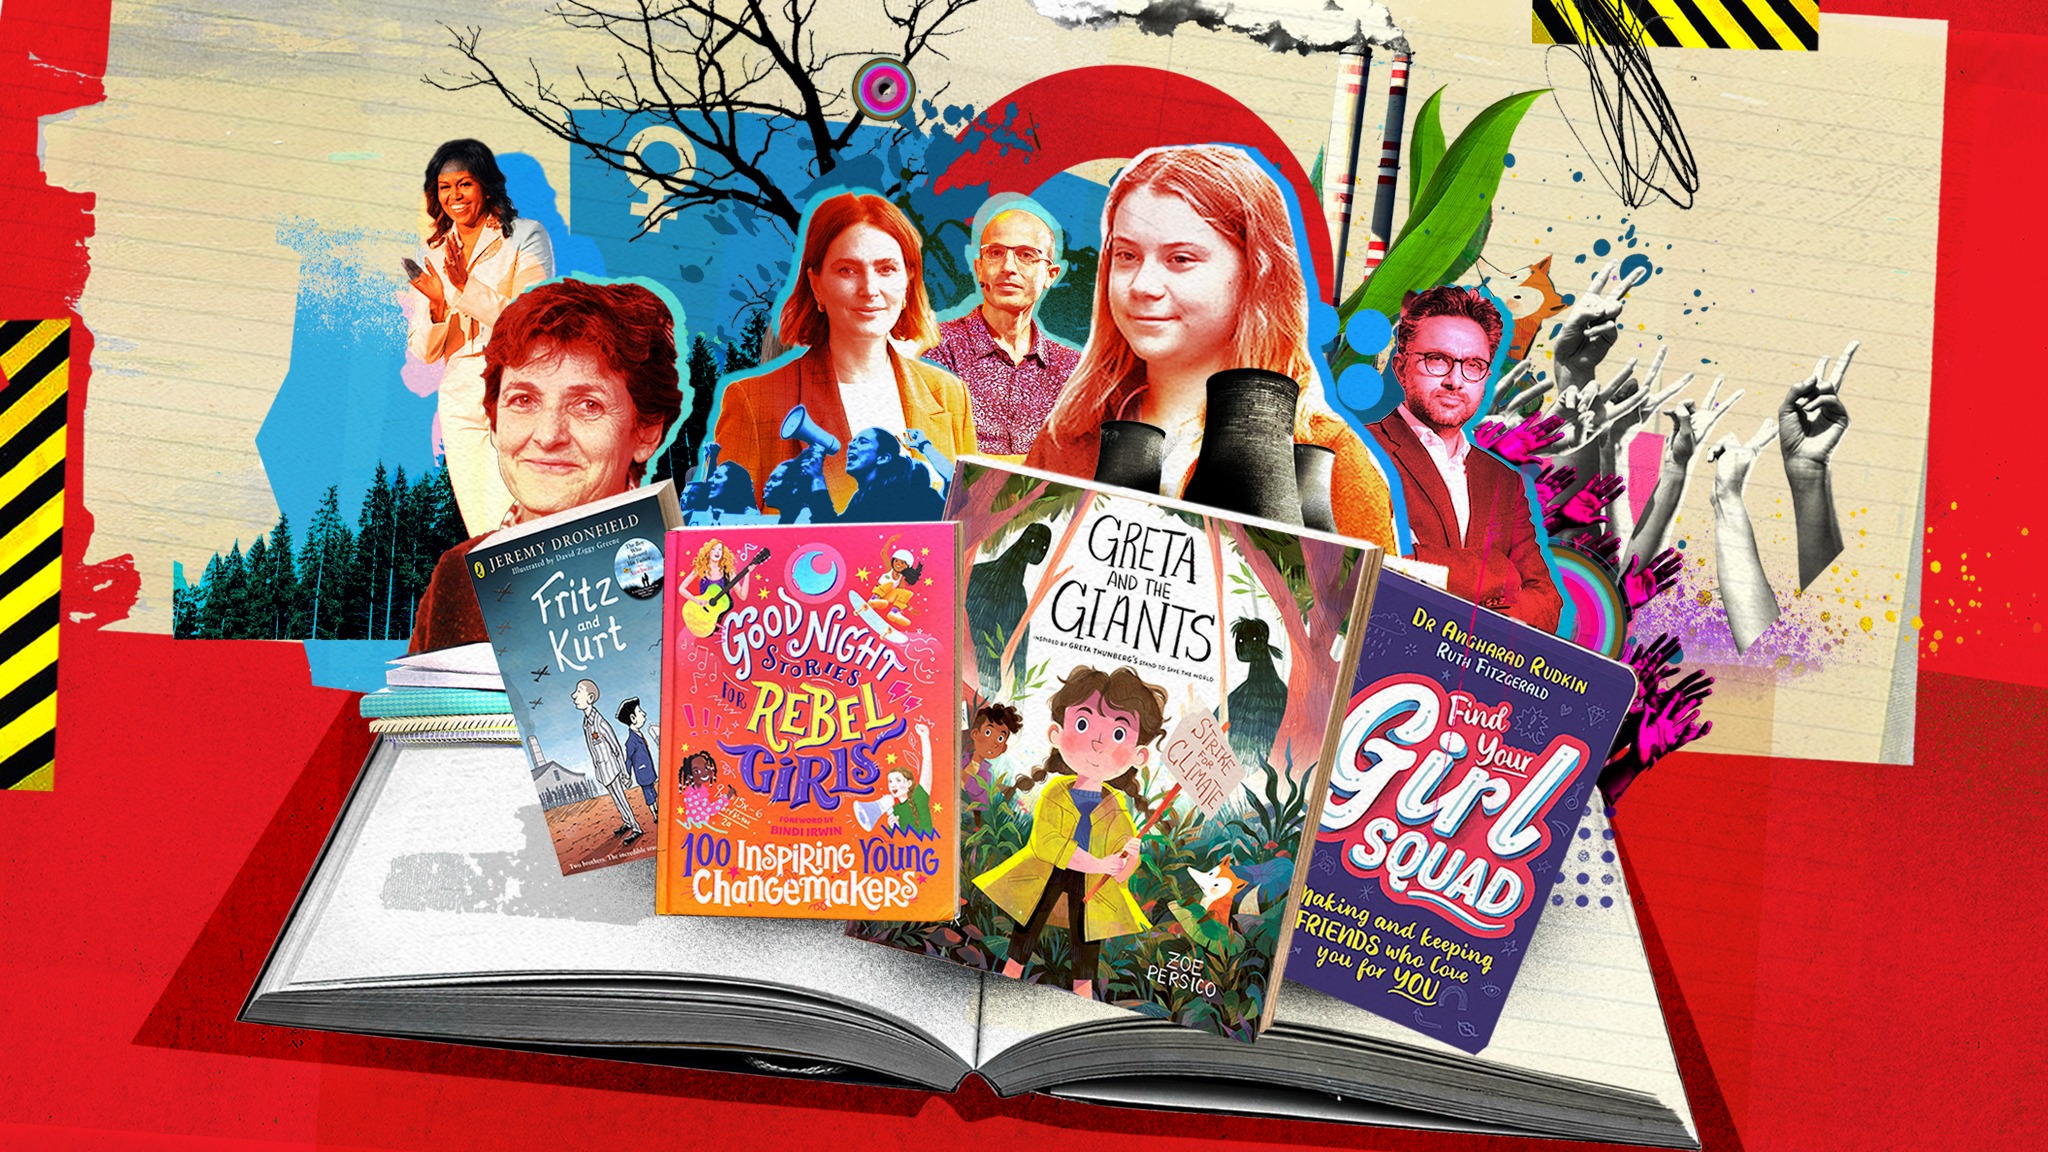 JEREMY DRONFIELD
Illustrated by David Ziggy Greene
Fritz
and
Kurt
GOOD NIGHT
STORIES
FOR REBEL
GIRLS
FOREWORD BY
BINDI IRWIN
100 INSPIRING YOUNG
CHANGEMAKERS
GRETA
AND THE
GIANTS
INSPIRED BY GRETA THUNBERG'S STAND TO SAVE THE WORLD
STRIKE
FOR
CLIMATE
ZOË
PERSICO
DR ANGHARAD RUDKIN
RUTH FITZGERALD
Find
Your
Girl
SQUAD
Making and keeping
FRIENDS who love
you for YOU